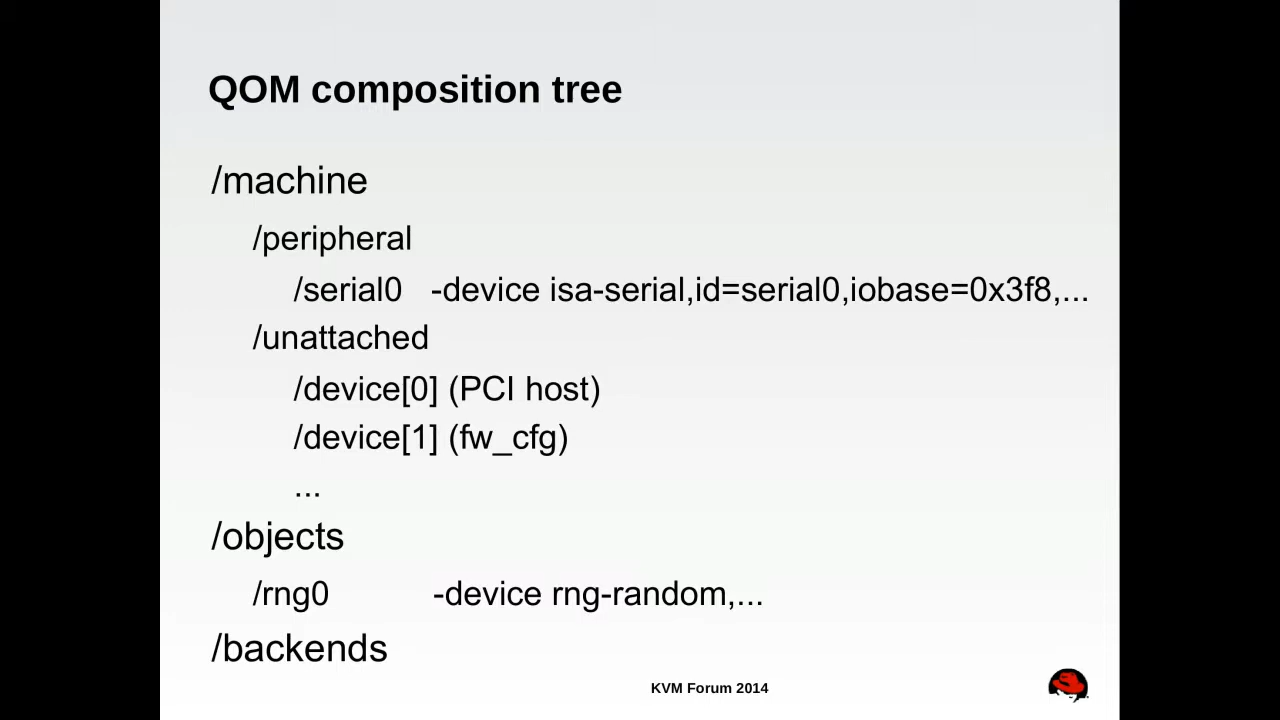 QOM composition tree
/machine
/peripheral
/serial0 -device isa-serial,id=serial0,iobase=0x3f8,...
/unattached
/device[0] (PCI host)
/device[1] (fw_cfg)
...
/objects
/rng0 -device rng-random,...
/backends
KVM Forum 2014